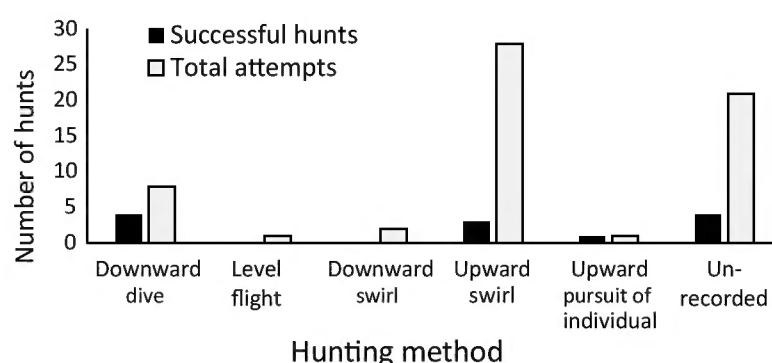 30
25
20
15
10
5
0
Number of hunts
Successful hunts
Total attempts
Downward
dive
Level
flight
Downward
swirl
Upward
swirl
Upward
pursuit of
individual
Un-
recorded
Hunting method